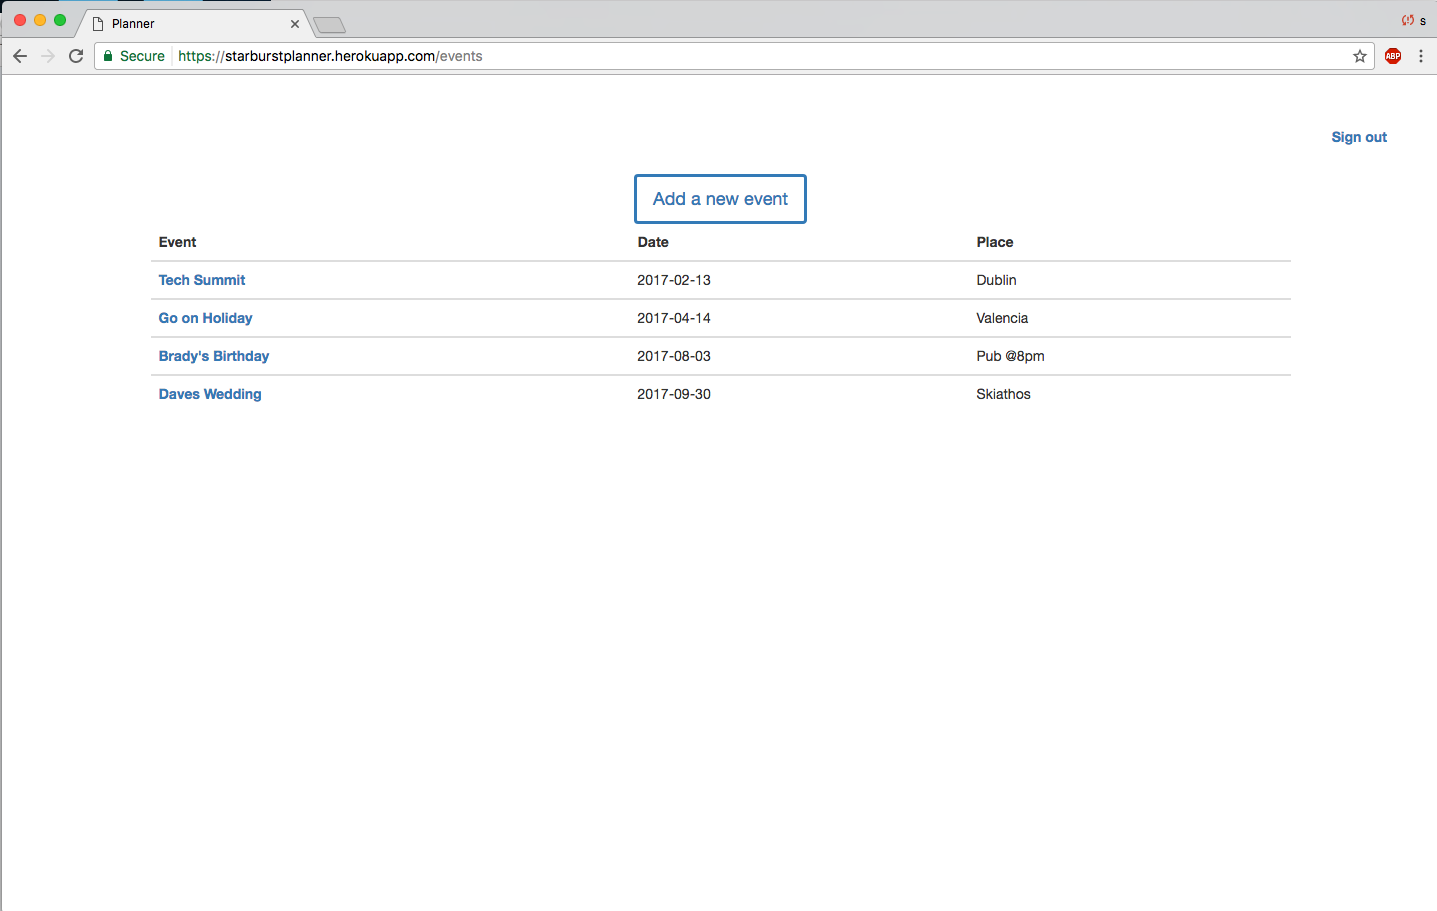 Planner
s
Secure https://starburstplanner.herokuapp.com/events
ABP
Sign out
Add a new event
Event Date Place
Tech Summit 2017-02-13 Dublin
Go on Holiday 2017-04-14 Valencia
Brady's Birthday 2017-08-03 Pub @8pm
Daves Wedding 2017-09-30 Skiathos